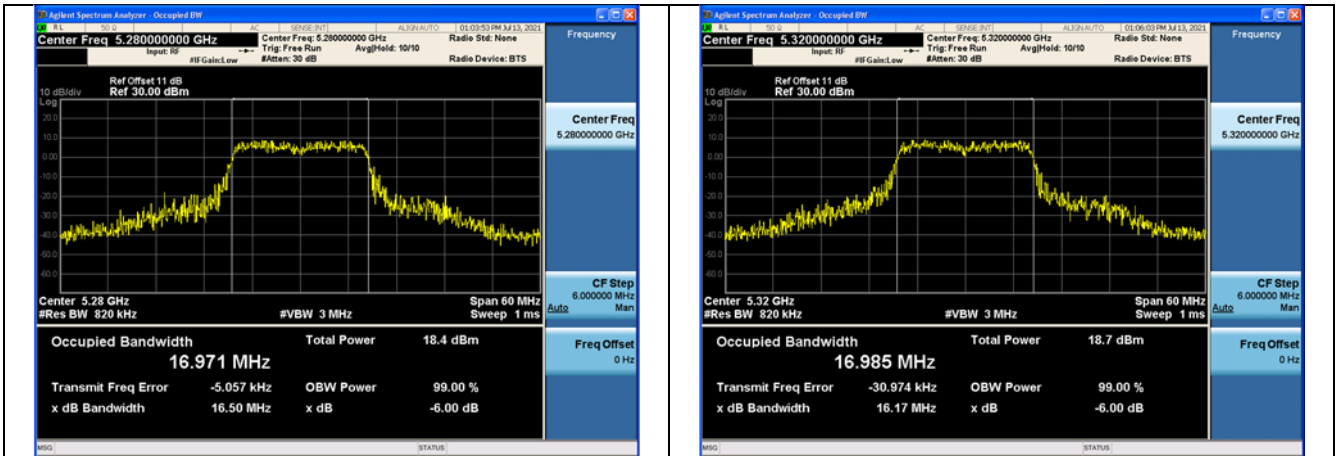 Agilent Spectrum Analyzer - Occupied BW
RL 50 Ω AC SENSE:INT ALIGN AUTO 01:03:53 PM Jul 13, 2021
Center Freq 5.280000000 GHz
Input: RF
#IFGain:Low
Center Freq: 5.280000000 GHz
Trig: Free Run Avg|Hold: 10/10
#Atten: 30 dB
Radio Std: None
Radio Device: BTS
Ref Offset 11 dB
10 dB/div Ref 30.00 dBm
Log
20.0
10.0
0.00
-10.0
-20.0
-30.0
-40.0
-50.0
-60.0
Center 5.28 GHz Span 60 MHz
#Res BW 820 kHz #VBW 3 MHz Sweep 1 ms
Occupied Bandwidth Total Power 18.4 dBm
16.971 MHz
Transmit Freq Error -5.057 kHz OBW Power 99.00 %
x dB Bandwidth 16.50 MHz x dB -6.00 dB
MSG STATUS
Frequency
Center Freq
5.280000000 GHz
CF Step
6.000000 MHz
Auto Man
Freq Offset
0 Hz
Agilent Spectrum Analyzer - Occupied BW
RL 50 Ω AC SENSE:INT ALIGN AUTO 01:06:03 PM Jul 13, 2021
Center Freq 5.320000000 GHz
Input: RF
#IFGain:Low
Center Freq: 5.320000000 GHz
Trig: Free Run Avg|Hold: 10/10
#Atten: 30 dB
Radio Std: None
Radio Device: BTS
Ref Offset 11 dB
10 dB/div Ref 30.00 dBm
Log
20.0
10.0
0.00
-10.0
-20.0
-30.0
-40.0
-50.0
-60.0
Center 5.32 GHz Span 60 MHz
#Res BW 820 kHz #VBW 3 MHz Sweep 1 ms
Occupied Bandwidth Total Power 18.7 dBm
16.985 MHz
Transmit Freq Error -30.974 kHz OBW Power 99.00 %
x dB Bandwidth 16.17 MHz x dB -6.00 dB
MSG STATUS
Frequency
Center Freq
5.320000000 GHz
CF Step
6.000000 MHz
Auto Man
Freq Offset
0 Hz